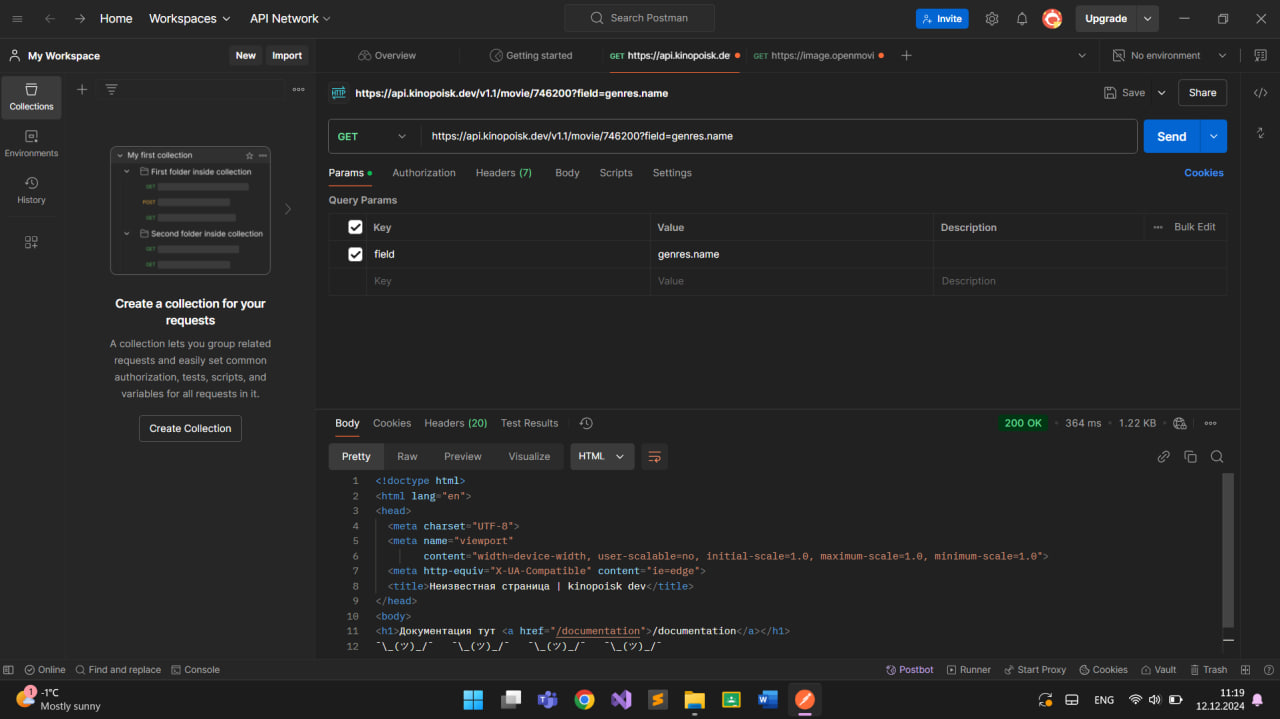 Home Workspaces API Network Search Postman Invite Upgrade
My Workspace New Import Overview Getting started GET https://api.kinopoisk.de GET https://image.openmovi No environment
Collections
Environments
History
My first collection
First folder inside collection
GET
POST
GET
Second folder inside collection
GET
GET
Create a collection for your
requests
A collection lets you group related
requests and easily set common
authorization, tests, scripts, and
variables for all requests in it.
Create Collection
HTTP https://api.kinopoisk.dev/v1.1/movie/746200?field=genres.name Save Share
GET https://api.kinopoisk.dev/v1.1/movie/746200?field=genres.name Send
Params Authorization Headers (7) Body Scripts Settings Cookies
Query Params
Key Value Description Bulk Edit
field genres.name
Key Value Description
Body Cookies Headers (20) Test Results 200 OK 364 ms 1.22 KB
Pretty Raw Preview Visualize HTML
1 <!doctype html>
2 <html lang="en">
3 <head>
4 <meta charset="UTF-8">
5 <meta name="viewport"
6 content="width=device-width, user-scalable=no, initial-scale=1.0, maximum-scale=1.0, minimum-scale=1.0">
7 <meta http-equiv="X-UA-Compatible" content="ie=edge">
8 <title>Неизвестная страница | kinopoisk dev</title>
9 </head>
10 <body>
11 <h1>Документация тут <a href="/documentation">/documentation</a></h1>
12 ¯\_(ツ)_/¯ ¯\_(ツ)_/¯ ¯\_(ツ)_/¯ ¯\_(ツ)_/¯
Online Find and replace Console Postbot Runner Start Proxy Cookies Vault Trash
1 -1°C
Mostly sunny
ENG 11:19
12.12.2024